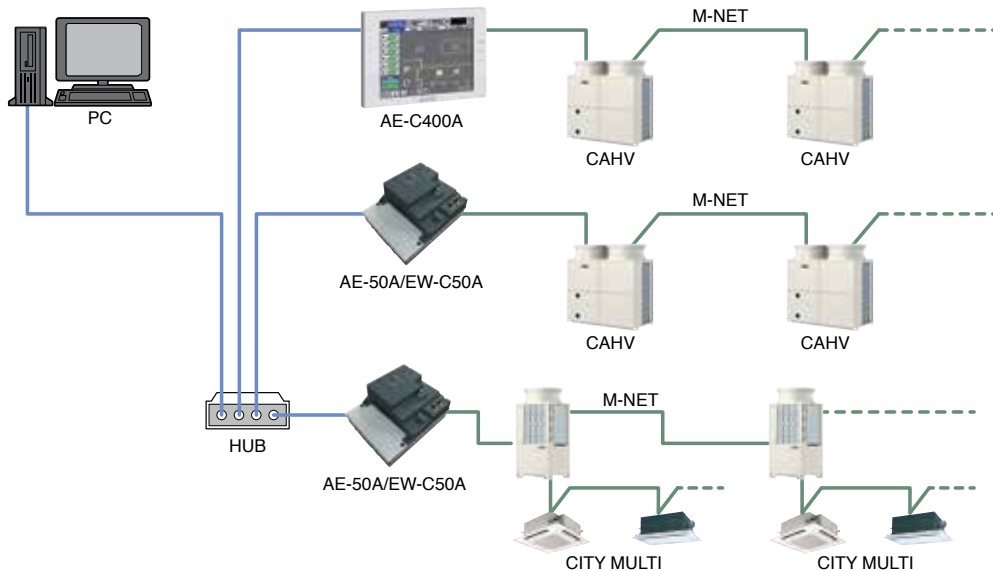 M-NET
PC
AE-C400A
CAHV
CAHV
M-NET
AE-50A/EW-C50A
CAHV
CAHV
M-NET
HUB
AE-50A/EW-C50A
CITY MULTI
CITY MULTI